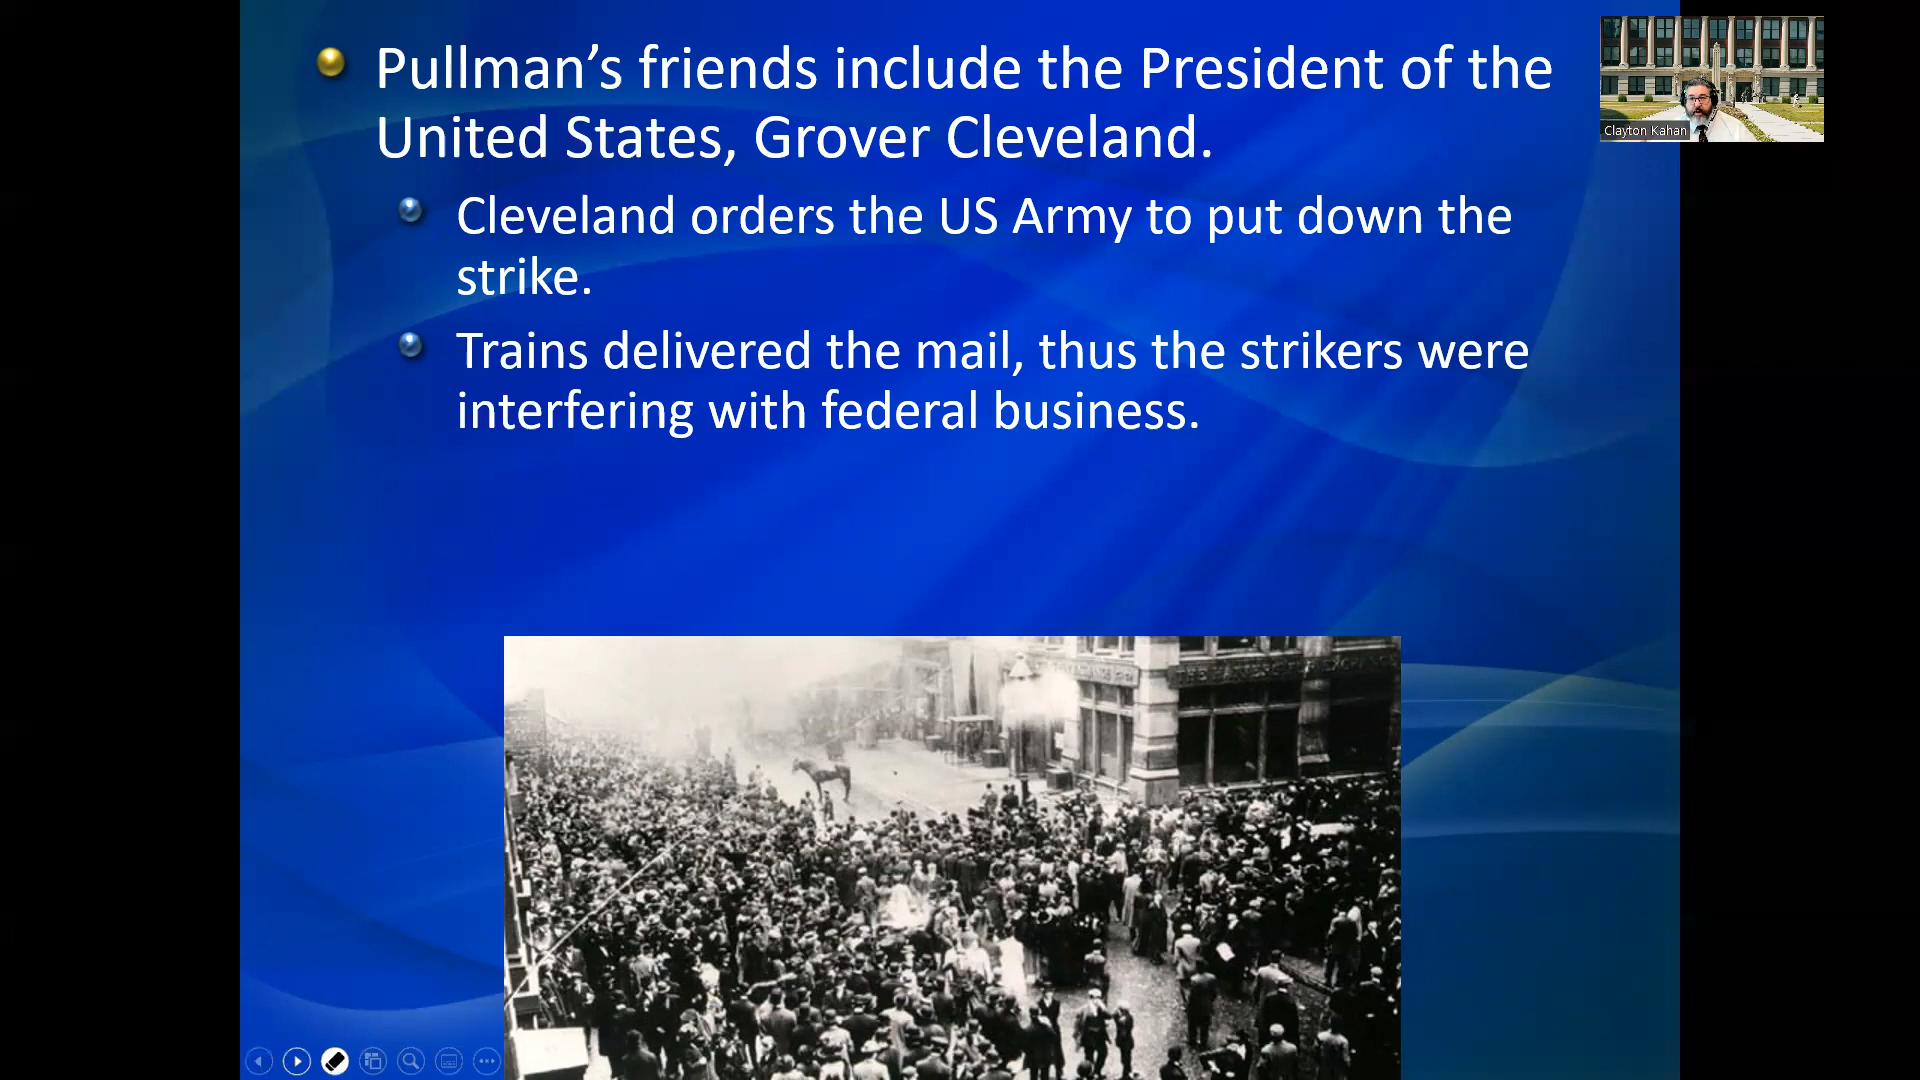 Pullman’s friends include the President of the
United States, Grover Cleveland.
Cleveland orders the US Army to put down the
strike.
Trains delivered the mail, thus the strikers were
interfering with federal business.
Clayton Kahan